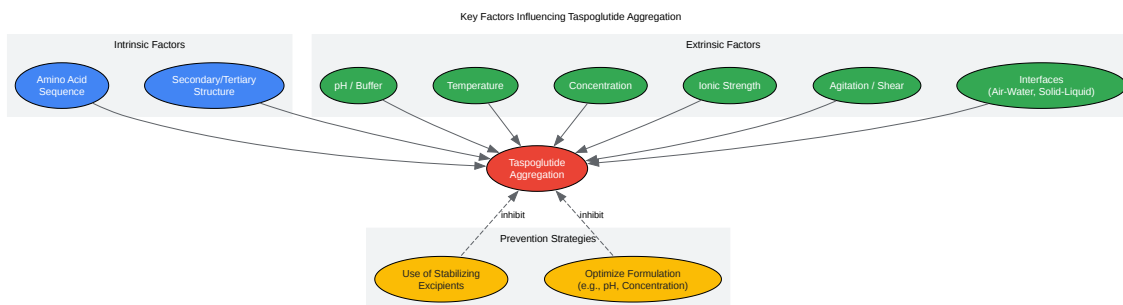 Key Factors Influencing Taspoglutide Aggregation
Intrinsic Factors
Extrinsic Factors
Amino Acid
Sequence
Secondary/Tertiary
Structure
pH / Buffer
Temperature
Concentration
Ionic Strength
Agitation / Shear
Interfaces
(Air-Water, Solid-Liquid)
Taspoglutide
Aggregation
inhibit
inhibit
Prevention Strategies
Use of Stabilizing
Excipients
Optimize Formulation
(e.g., pH, Concentration)